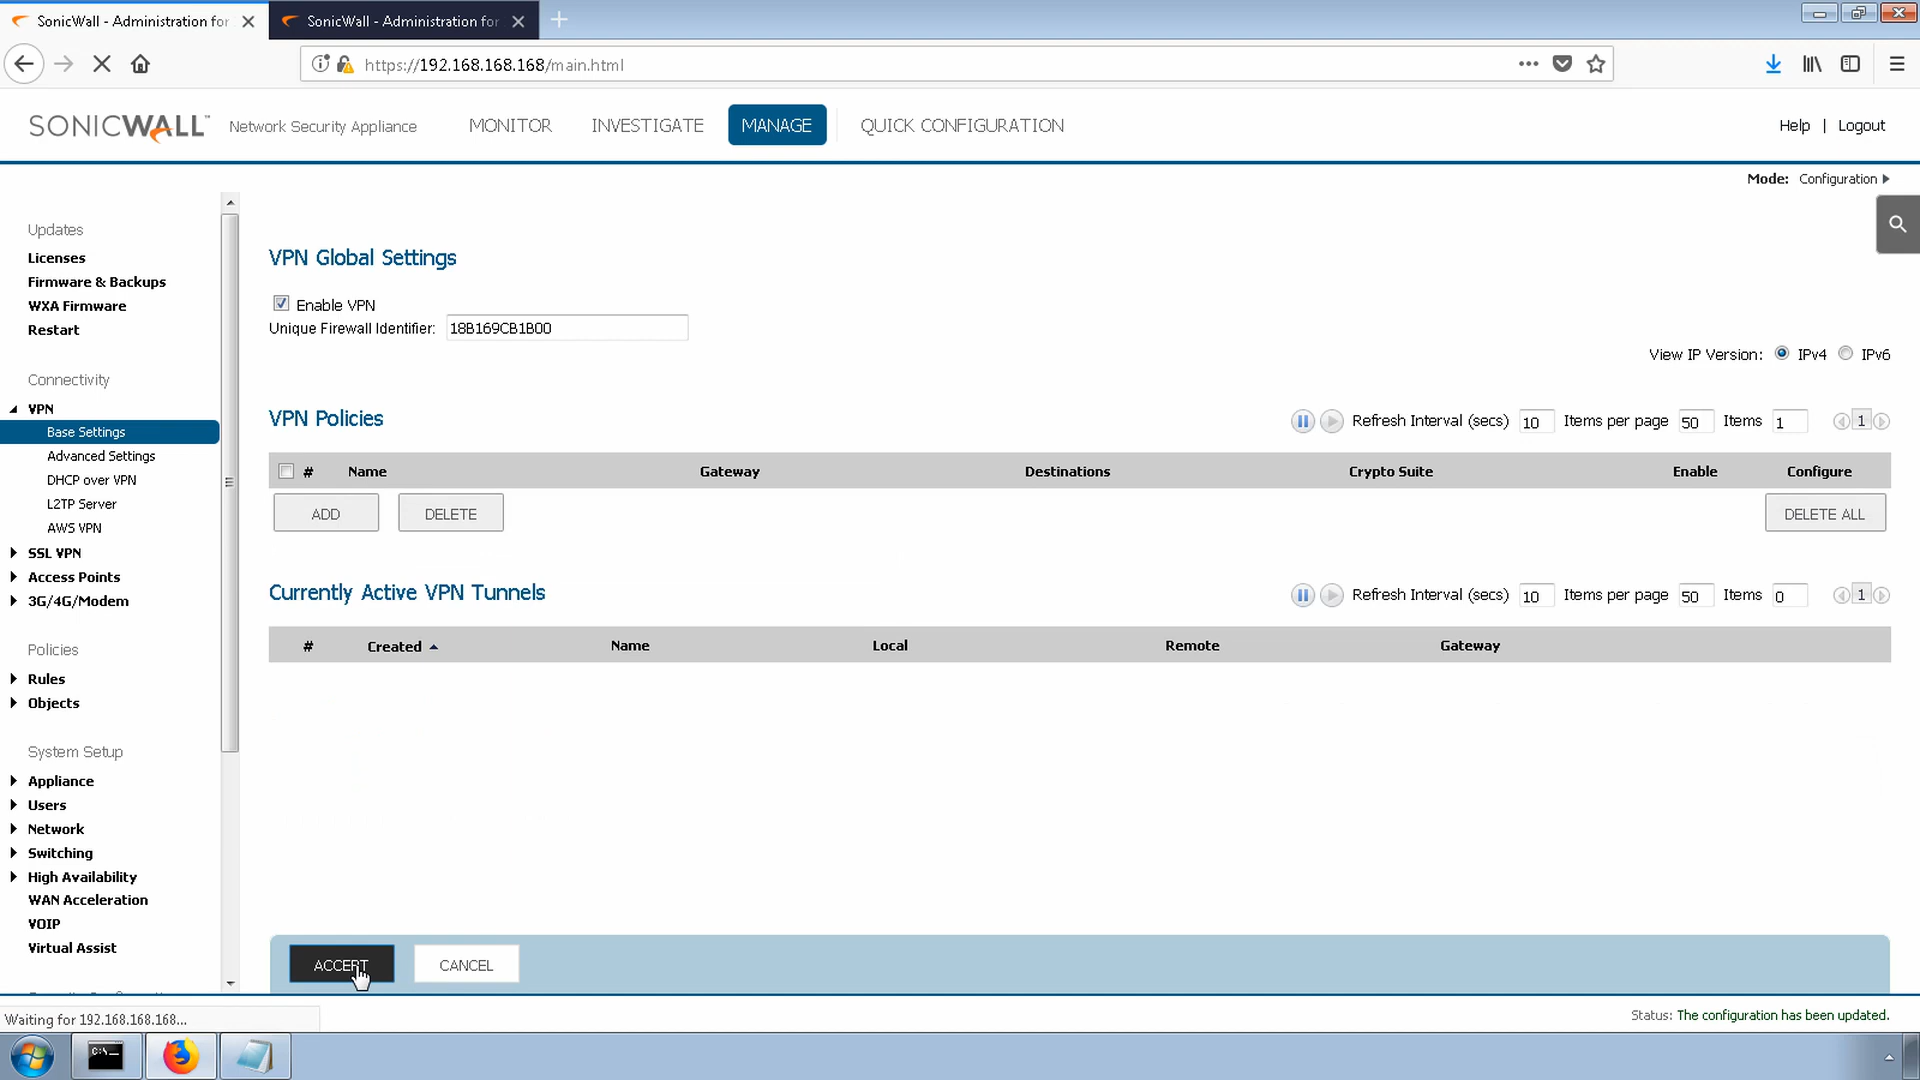 SonicWall - Administration for
SonicWall - Administration for
https://192.168.168.168/main.html
SONICWALL Network Security Appliance
MONITOR INVESTIGATE MANAGE QUICK CONFIGURATION
Help | Logout
Mode: Configuration
Updates
Licenses
Firmware & Backups
WXA Firmware
Restart
Connectivity
VPN
Base Settings
Advanced Settings
DHCP over VPN
L2TP Server
AWS VPN
SSL VPN
Access Points
3G/4G/Modem
Policies
Rules
Objects
System Setup
Appliance
Users
Network
Switching
High Availability
WAN Acceleration
VOIP
Virtual Assist
VPN Global Settings
Enable VPN
Unique Firewall Identifier: 18B169CB1B00
View IP Version: IPv4 IPv6
VPN Policies
Refresh Interval (secs) 10 Items per page 50 Items 1
1
# Name Gateway Destinations Crypto Suite Enable Configure
ADD DELETE DELETE ALL
Currently Active VPN Tunnels
Refresh Interval (secs) 10 Items per page 50 Items 0
1
# Created Name Local Remote Gateway
ACCEPT CANCEL
Waiting for 192.168.168.168...
Status: The configuration has been updated.
C:\_